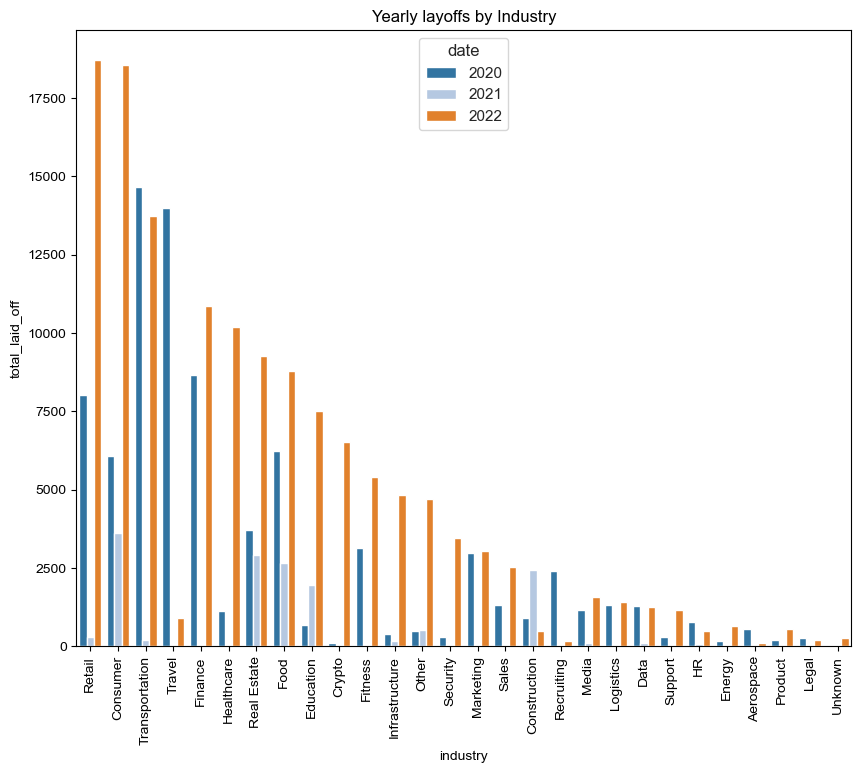 Yearly layoffs by Industry
date
2020
2021
2022
total_laid_off
17500
15000
12500
10000
7500
5000
2500
0
Retail
Consumer
Transportation
Travel
Finance
Healthcare
Real Estate
Food
Education
Crypto
Fitness
Infrastructure
Other
Security
Marketing
Sales
Construction
Recruiting
Media
Logistics
Data
Support
HR
Energy
Aerospace
Product
Legal
Unknown
industry